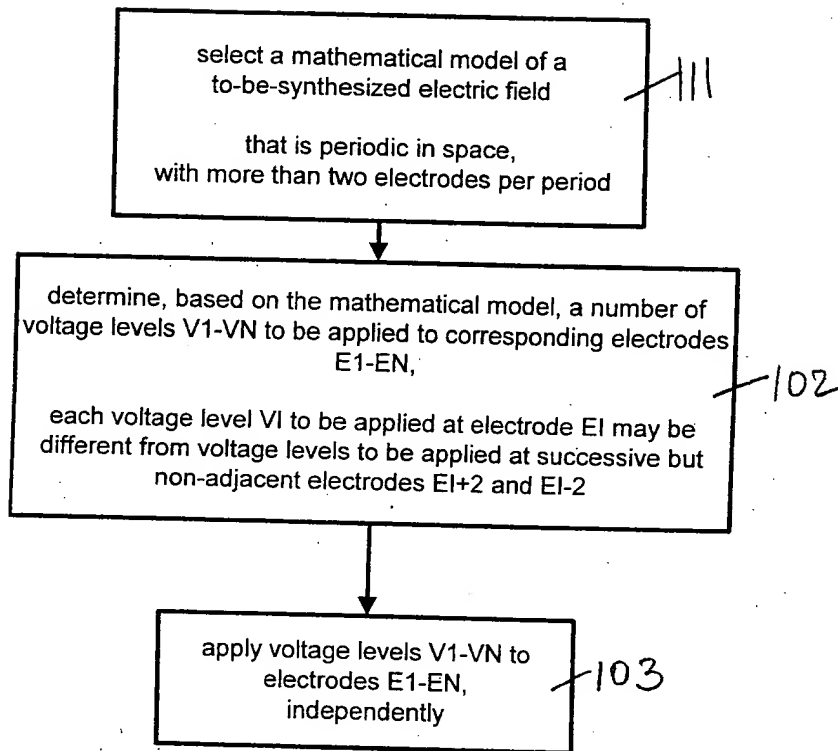 select a mathematical model of a
to-be-synthesized electric field
that is periodic in space,
with more than two electrodes per period
111
determine, based on the mathematical model, a number of
voltage levels V1-VN to be applied to corresponding electrodes
E1-EN,
each voltage level VI to be applied at electrode EI may be
different from voltage levels to be applied at successive but
non-adjacent electrodes EI+2 and EI-2
102
apply voltage levels V1-VN to
electrodes E1-EN,
independently
103